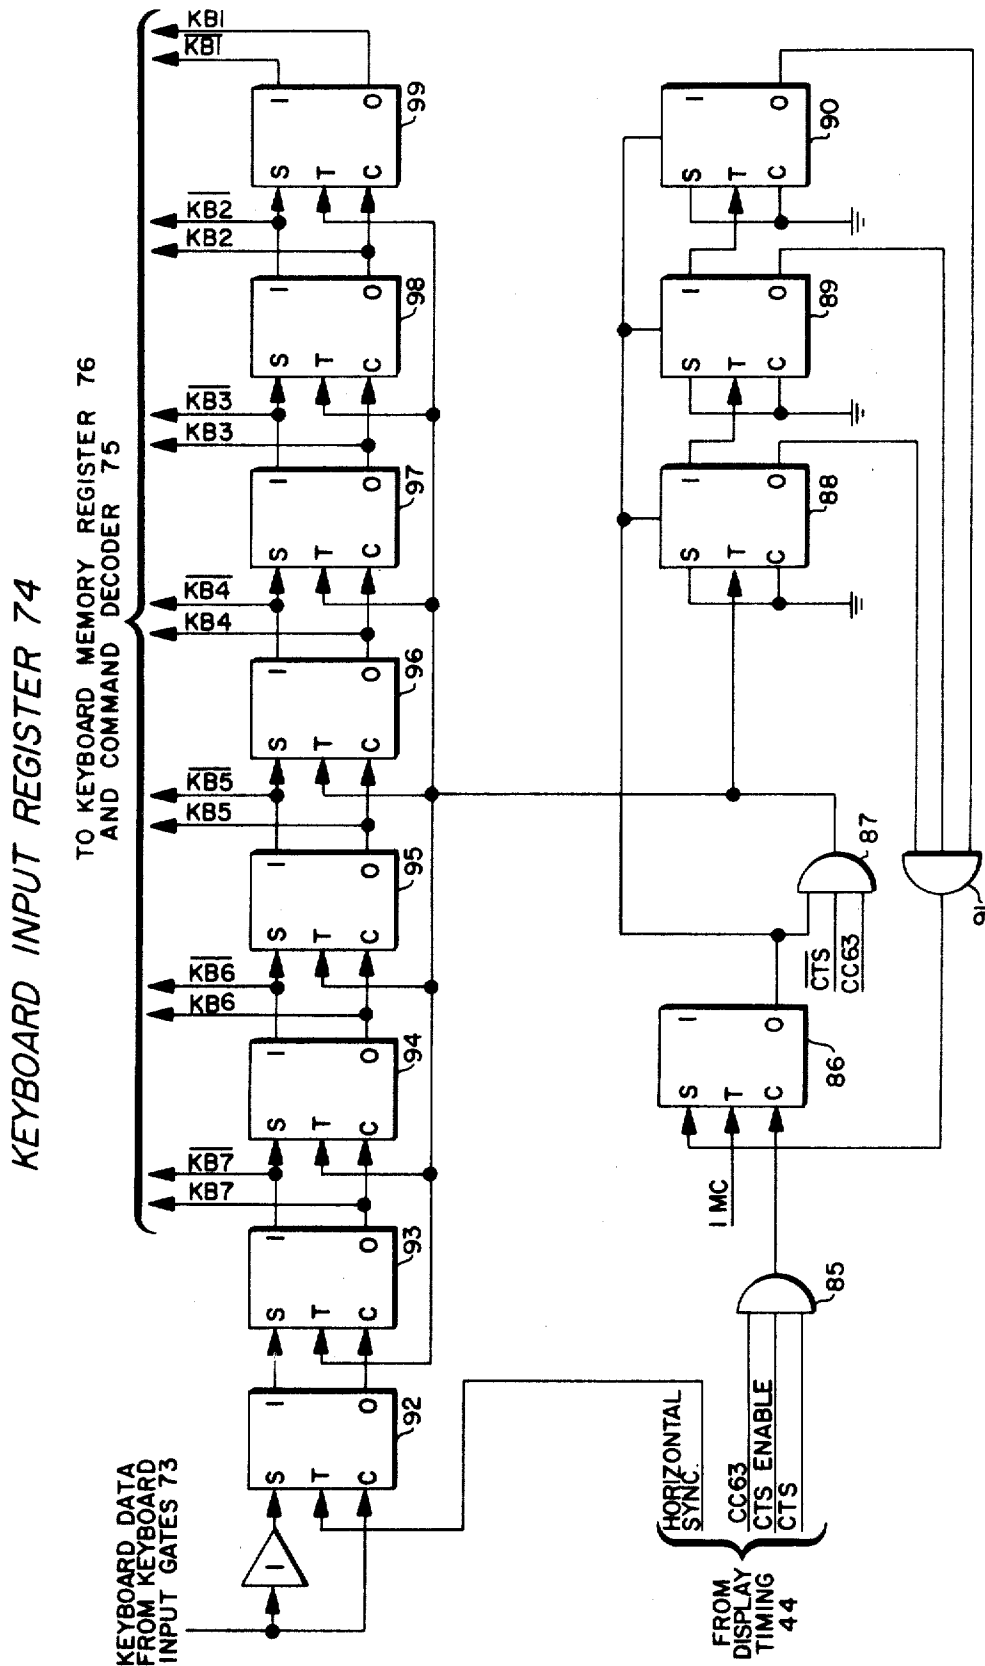 KEYBOARD INPUT REGISTER 74
TO KEYBOARD MEMORY REGISTER 76
AND COMMAND DECODER 75
KB7
KB7
KB6
KB6
KB5
KB5
KB4
KB4
KB3
KB3
KB2
KB2
KB1
KB1
KEYBOARD DATA
FROM KEYBOARD
INPUT GATES 73
I
S I
T
C O
92
S I
T
C O
93
S I
T
C O
94
S I
T
C O
95
S I
T
C O
96
S I
T
C O
97
S I
T
C O
98
S I
T
C O
99
HORIZONTAL
SYNC.
CC63
CTS ENABLE
CTS
FROM
DISPLAY
TIMING
44
85
1 MC
S I
T
C O
86
CTS
CC63
87
S I
T
C O
88
S I
T
C O
89
S I
T
C O
90
91